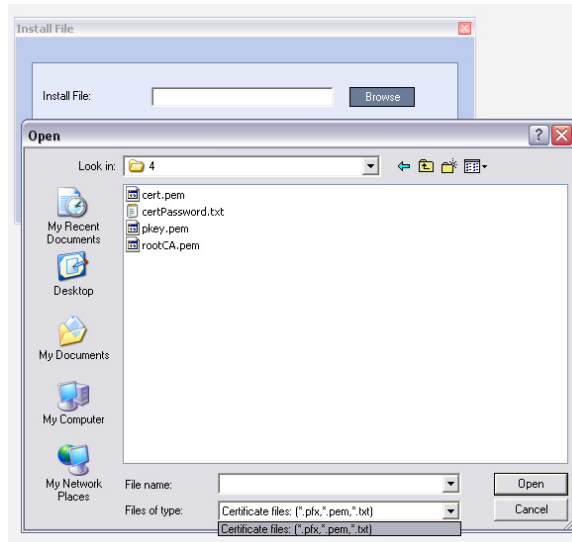 Install File
Install File:
Browse
Open
Look in:
4
cert.pem
certPassword.txt
pkey.pem
rootCA.pem
My Recent
Documents
Desktop
My Documents
My Computer
My Network
Places
File name:
Open
Files of type:
Certificate files: (*.pfx,*.pem,*.txt)
Cancel
Certificate files: (*.pfx,*.pem,*.txt)